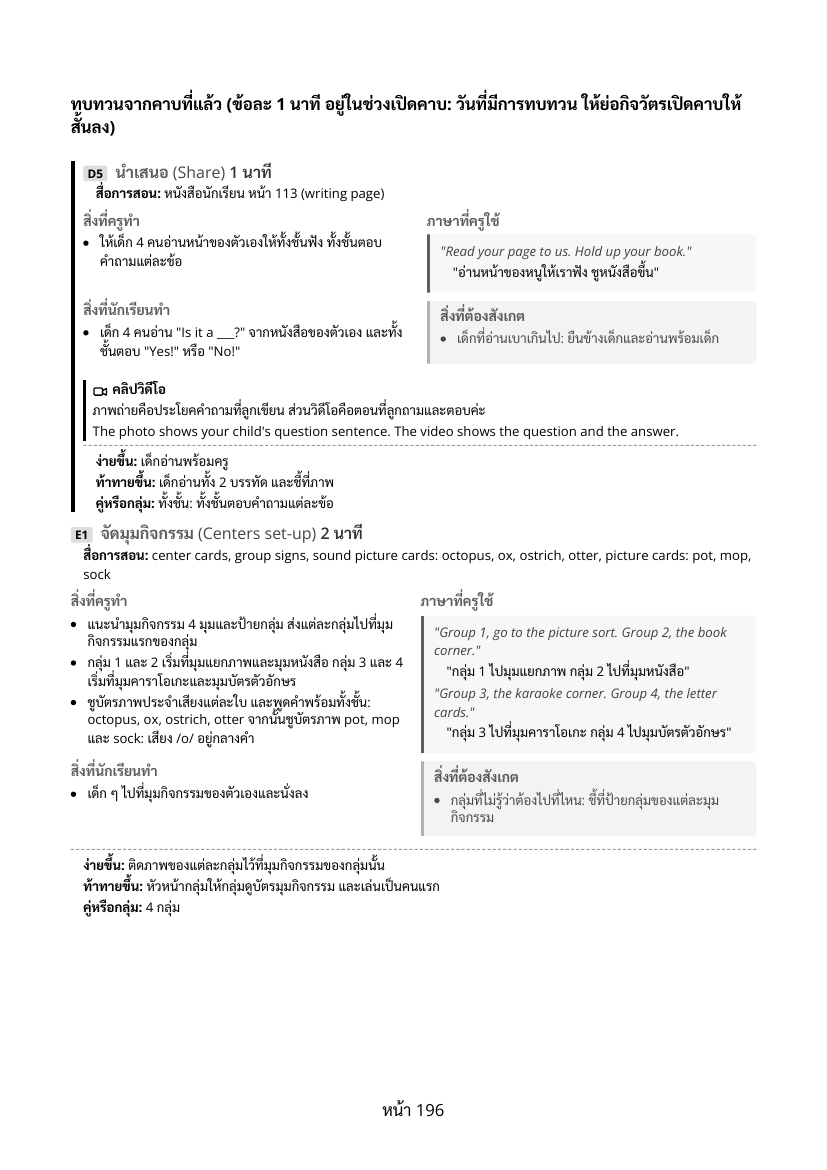 ทบทวนจากคาบที่แล้ว (ข้อละ 1 นาที อยู่ในช่วงเปิดคาบ: วันที่มีการทบทวน ให้ย่อกิจวัตรเปิดคาบให้
สั้นลง)
D5 นำเสนอ (Share) 1 นาที
สื่อการสอน: หนังสือนักเรียน หน้า 113 (writing page)
สิ่งที่ครูทำ
• ให้เด็ก 4 คนอ่านหน้าของตัวเองให้ทั้งชั้นฟัง ทั้งชั้นตอบ
คำถามแต่ละข้อ
ภาษาที่ครูใช้
"Read your page to us. Hold up your book."
"อ่านหน้าของหนูให้เราฟัง ชูหนังสือขึ้น"
สิ่งที่นักเรียนทำ
• เด็ก 4 คนอ่าน "Is it a ___?" จากหนังสือของตัวเอง และทั้ง
ชั้นตอบ "Yes!" หรือ "No!"
สิ่งที่ต้องสังเกต
• เด็กที่อ่านเบาเกินไป: ยืนข้างเด็กและอ่านพร้อมเด็ก
คลิปวิดีโอ
ภาพถ่ายคือประโยคคำถามที่ลูกเขียน ส่วนวิดีโอคือตอนที่ลูกถามและตอบค่ะ
The photo shows your child's question sentence. The video shows the question and the answer.
ง่ายขึ้น: เด็กอ่านพร้อมครู
ท้าทายขึ้น: เด็กอ่านทั้ง 2 บรรทัด และชี้ที่ภาพ
คู่หรือกลุ่ม: ทั้งชั้น: ทั้งชั้นตอบคำถามแต่ละข้อ
E1 จัดมุมกิจกรรม (Centers set-up) 2 นาที
สื่อการสอน: center cards, group signs, sound picture cards: octopus, ox, ostrich, otter, picture cards: pot, mop,
sock
สิ่งที่ครูทำ
• แนะนำมุมกิจกรรม 4 มุมและป้ายกลุ่ม ส่งแต่ละกลุ่มไปที่มุม
กิจกรรมแรกของกลุ่ม
• กลุ่ม 1 และ 2 เริ่มที่มุมแยกภาพและมุมหนังสือ กลุ่ม 3 และ 4
เริ่มที่มุมคาราโอเกะและมุมบัตรตัวอักษร
• ชูบัตรภาพประจำเสียงแต่ละใบ และพูดคำพร้อมทั้งชั้น:
octopus, ox, ostrich, otter จากนั้นชูบัตรภาพ pot, mop
และ sock: เสียง /o/ อยู่กลางคำ
ภาษาที่ครูใช้
"Group 1, go to the picture sort. Group 2, the book
corner."
"กลุ่ม 1 ไปมุมแยกภาพ กลุ่ม 2 ไปที่มุมหนังสือ"
"Group 3, the karaoke corner. Group 4, the letter
cards."
"กลุ่ม 3 ไปที่มุมคาราโอเกะ กลุ่ม 4 ไปมุมบัตรตัวอักษร"
สิ่งที่นักเรียนทำ
• เด็ก ๆ ไปที่มุมกิจกรรมของตัวเองและนั่งลง
สิ่งที่ต้องสังเกต
• กลุ่มที่ไม่รู้ว่าต้องไปที่ไหน: ชี้ที่ป้ายกลุ่มของแต่ละมุม
กิจกรรม
ง่ายขึ้น: ติดภาพของแต่ละกลุ่มไว้ที่มุมกิจกรรมของกลุ่มนั้น
ท้าทายขึ้น: หัวหน้ากลุ่มให้กลุ่มดูบัตรมุมกิจกรรม และเล่นเป็นคนแรก
คู่หรือกลุ่ม: 4 กลุ่ม
หน้า 196